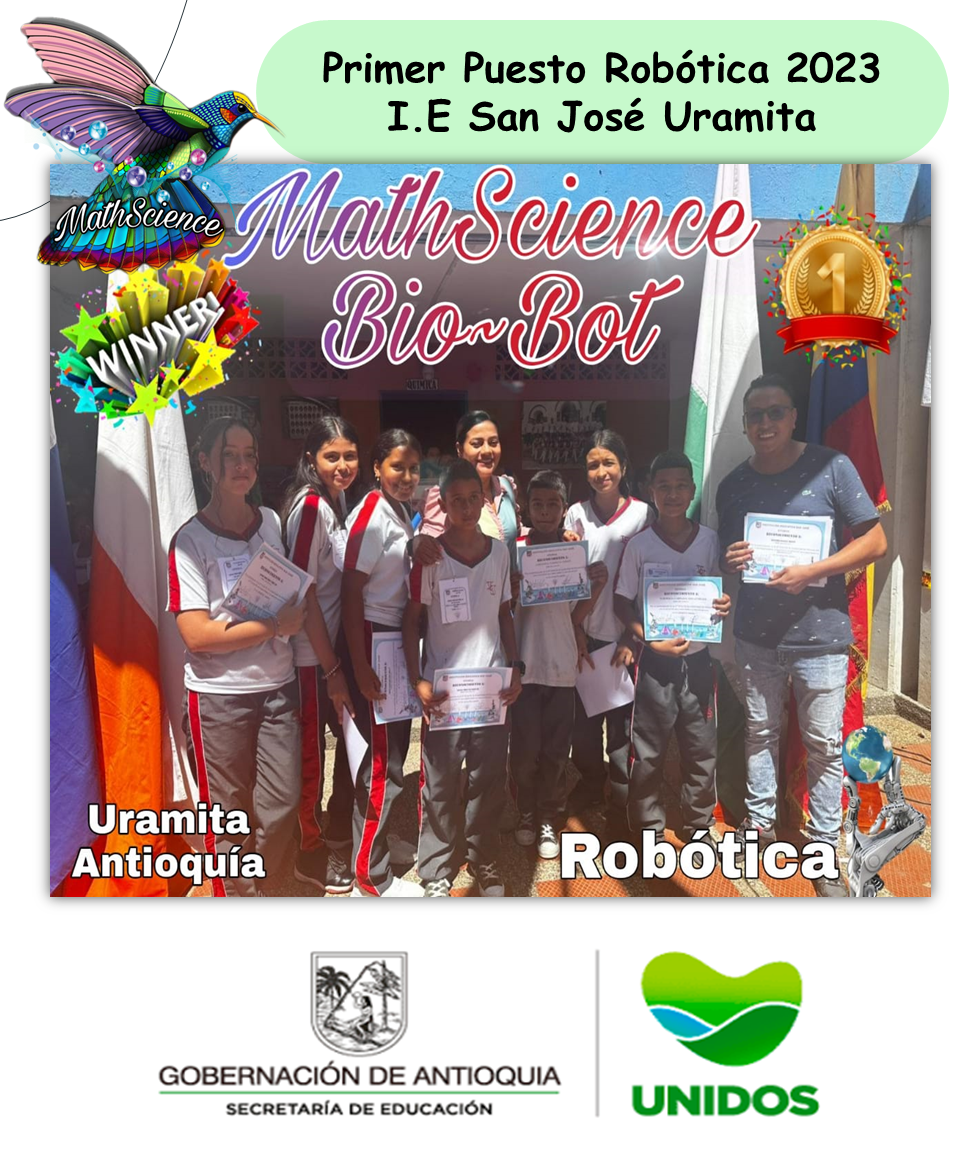 Primer Puesto Robótica 2023
I.E San José Uramita
MathScience
MathScience
Bio~Bot
WINNER!
1
QUIMICA
Uramita
Antioquía
Robótica
GOBERNACIÓN DE ANTIOQUIA
SECRETARÍA DE EDUCACIÓN
UNIDOS